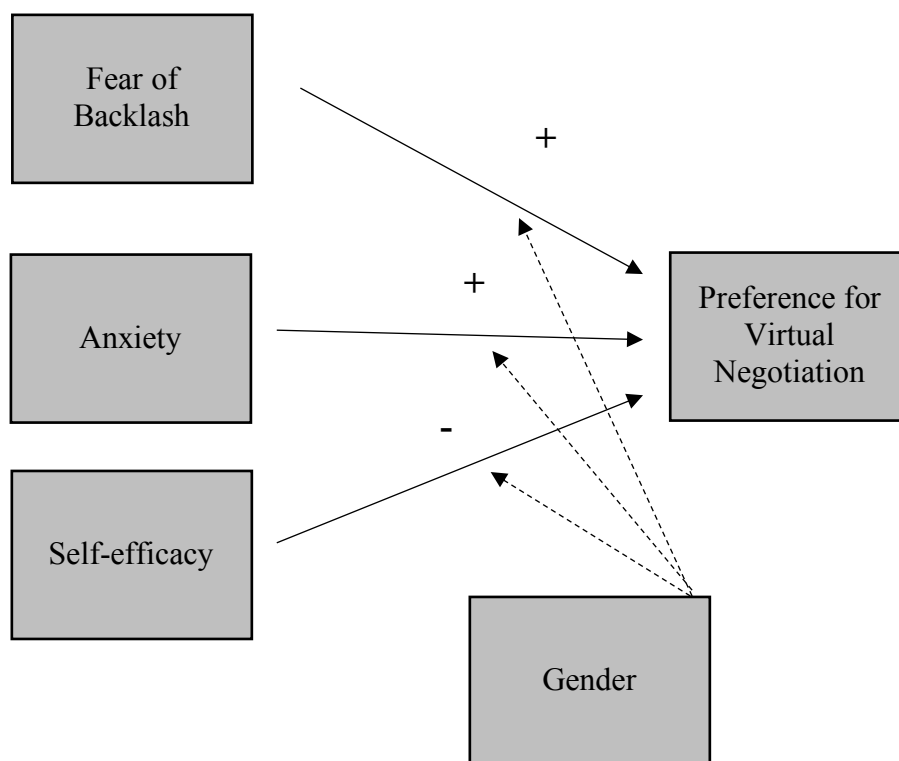 Fear of
Backlash
+
Anxiety
+
Preference for
Virtual
Negotiation
-
Self-efficacy
Gender